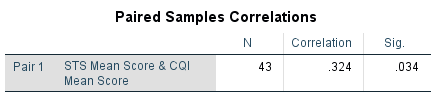 Paired Samples Correlations
N Correlation Sig.
Pair 1 STS Mean Score & CQI 43 .324 .034
Mean Score